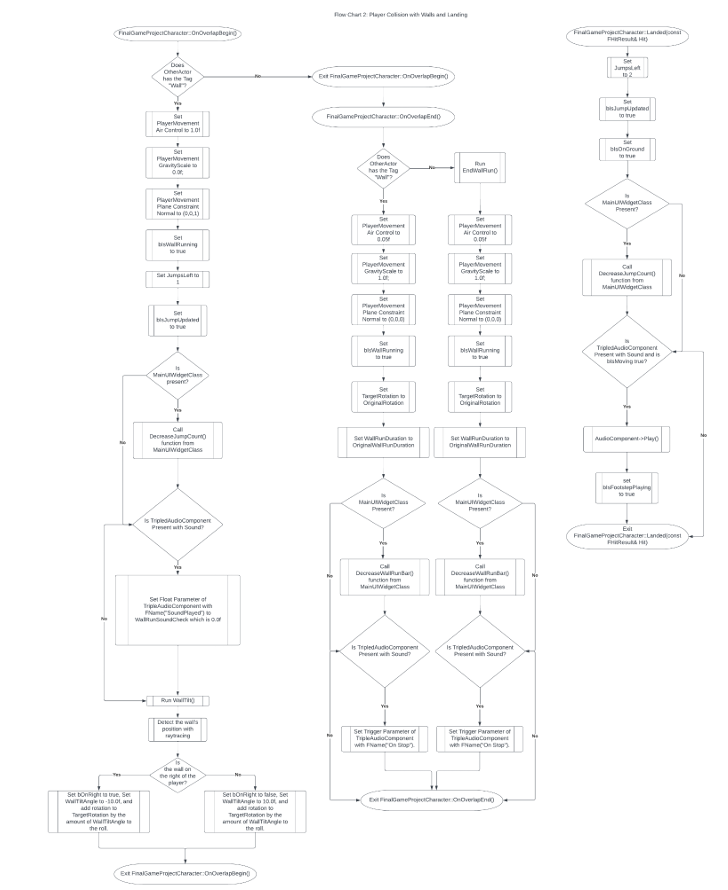 Flow Chart 2: Player Collision with Walls and Landing
FinalGameProjectCharacter::OnOverlapBegin()
Does
OtherActor
has the Tag
"Wall"?
No
Yes
Set
PlayerMovement
Air Control to 1.0f
Set
PlayerMovement
GravityScale to
0.0f;
Set
PlayerMovement
Plane Constraint
Normal to (0,0,1)
Set
bIsWallRunning
to true
Set JumpsLeft to
1
Set
bIsJumpUpdated
to true
Is
MainUIWidgetClass
present?
No
Yes
Call
DecreaseJumpCount()
function from
MainUIWidgetClass
Is TripledAudioComponent
Present with Sound?
Yes
No
Set Float Parameter of
TripleAudioComponent with
FName("SoundPlayed") to
WallRunSoundCheck which is 0.0f
Run WallTilt()
Detect the wall's
position with
raytracing
Is
the wall on
the right of the
player?
Yes
No
Set bOnRight to true, Set
WallTiltAngle to -10.0f, and
add rotation to
TargetRotation by the
amount of WallTiltAngle to
the roll.
Set bOnRight to false, Set
WallTiltAngle to 10.0f, and
add rotation to
TargetRotation by the
amount of WallTiltAngle to
the roll.
Exit FinalGameProjectCharacter::OnOverlapBegin()
Exit FinalGameProjectCharacter::OnOverlapBegin()
FinalGameProjectCharacter::OnOverlapEnd()
Does
OtherActor
has the Tag
"Wall"?
No
Yes
Run
EndWallRun()
Set
PlayerMovement
Air Control to
0.05f
Set
PlayerMovement
GravityScale to
1.0f;
Set
PlayerMovement
Plane Constraint
Normal to (0,0,0)
Set
bIsWallRunning
to true
Set
TargetRotation to
OriginalRotation
Set WallRunDuration to
OriginalWallRunDuration
Is
MainUIWidgetClass
Present?
Yes
No
Call
DecreaseWallRunBar()
function from
MainUIWidgetClass
Is TripledAudioComponent
Present with Sound?
Yes
No
Set Trigger Parameter of
TripleAudioComponent
with FName("On Stop").
Set
PlayerMovement
Air Control to
0.05f
Set
PlayerMovement
GravityScale to
1.0f;
Set
PlayerMovement
Plane Constraint
Normal to (0,0,0)
Set
bIsWallRunning
to true
Set
TargetRotation to
OriginalRotation
Set WallRunDuration to
OriginalWallRunDuration
Is
MainUIWidgetClass
Present?
Yes
No
Call
DecreaseWallRunBar()
function from
MainUIWidgetClass
Is TripledAudioComponent
Present with Sound?
Yes
No
Set Trigger Parameter of
TripleAudioComponent
with FName("On Stop").
Exit FinalGameProjectCharacter::OnOverlapEnd()
FinalGameProjectCharacter::Landed(const
FHitResult& Hit)
Set
JumpsLeft
to 2
Set
bIsJumpUpdated
to true
Set
bIsOnGround
to true
Is
MainUIWidgetClass
Present?
Yes
No
Call
DecreaseJumpCount()
function from
MainUIWidgetClass
Is
TripledAudioComponent
Present with Sound and is
bIsMoving true?
Yes
No
AudioCompenent->Play()
set
bIsFootstepPlaying
to true
Exit
FinalGameProjectCharacter::Landed(const
FHitResult& Hit)